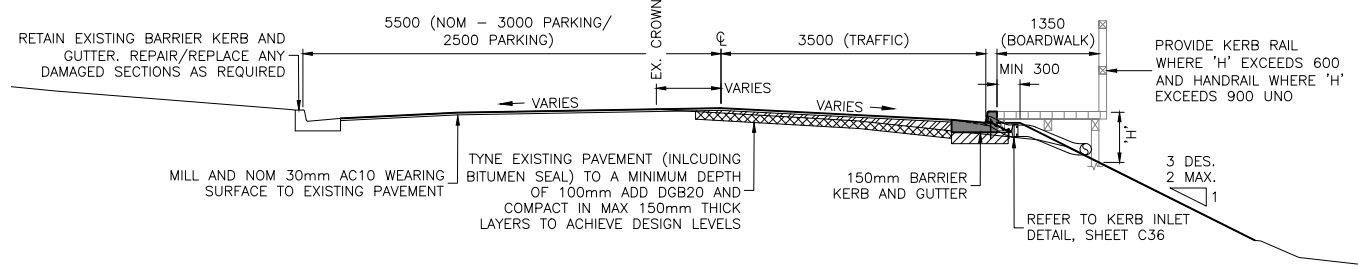 5500 (NOM - 3000 PARKING/
2500 PARKING)
EX. CROWN
℄
3500 (TRAFFIC)
1350
(BOARDWALK)
MIN 300
RETAIN EXISTING BARRIER KERB AND
GUTTER. REPAIR/REPLACE ANY
DAMAGED SECTIONS AS REQUIRED
PROVIDE KERB RAIL
WHERE 'H' EXCEEDS 600
AND HANDRAIL WHERE 'H'
EXCEEDS 900 UNO
VARIES
VARIES
VARIES
'H'
MILL AND NOM 30mm AC10 WEARING
SURFACE TO EXISTING PAVEMENT
TYNE EXISTING PAVEMENT (INLCUDING
BITUMEN SEAL) TO A MINIMUM DEPTH
OF 100mm ADD DGB20 AND
COMPACT IN MAX 150mm THICK
LAYERS TO ACHIEVE DESIGN LEVELS
150mm BARRIER
KERB AND GUTTER
3 DES.
2 MAX.
1
REFER TO KERB INLET
DETAIL, SHEET C36